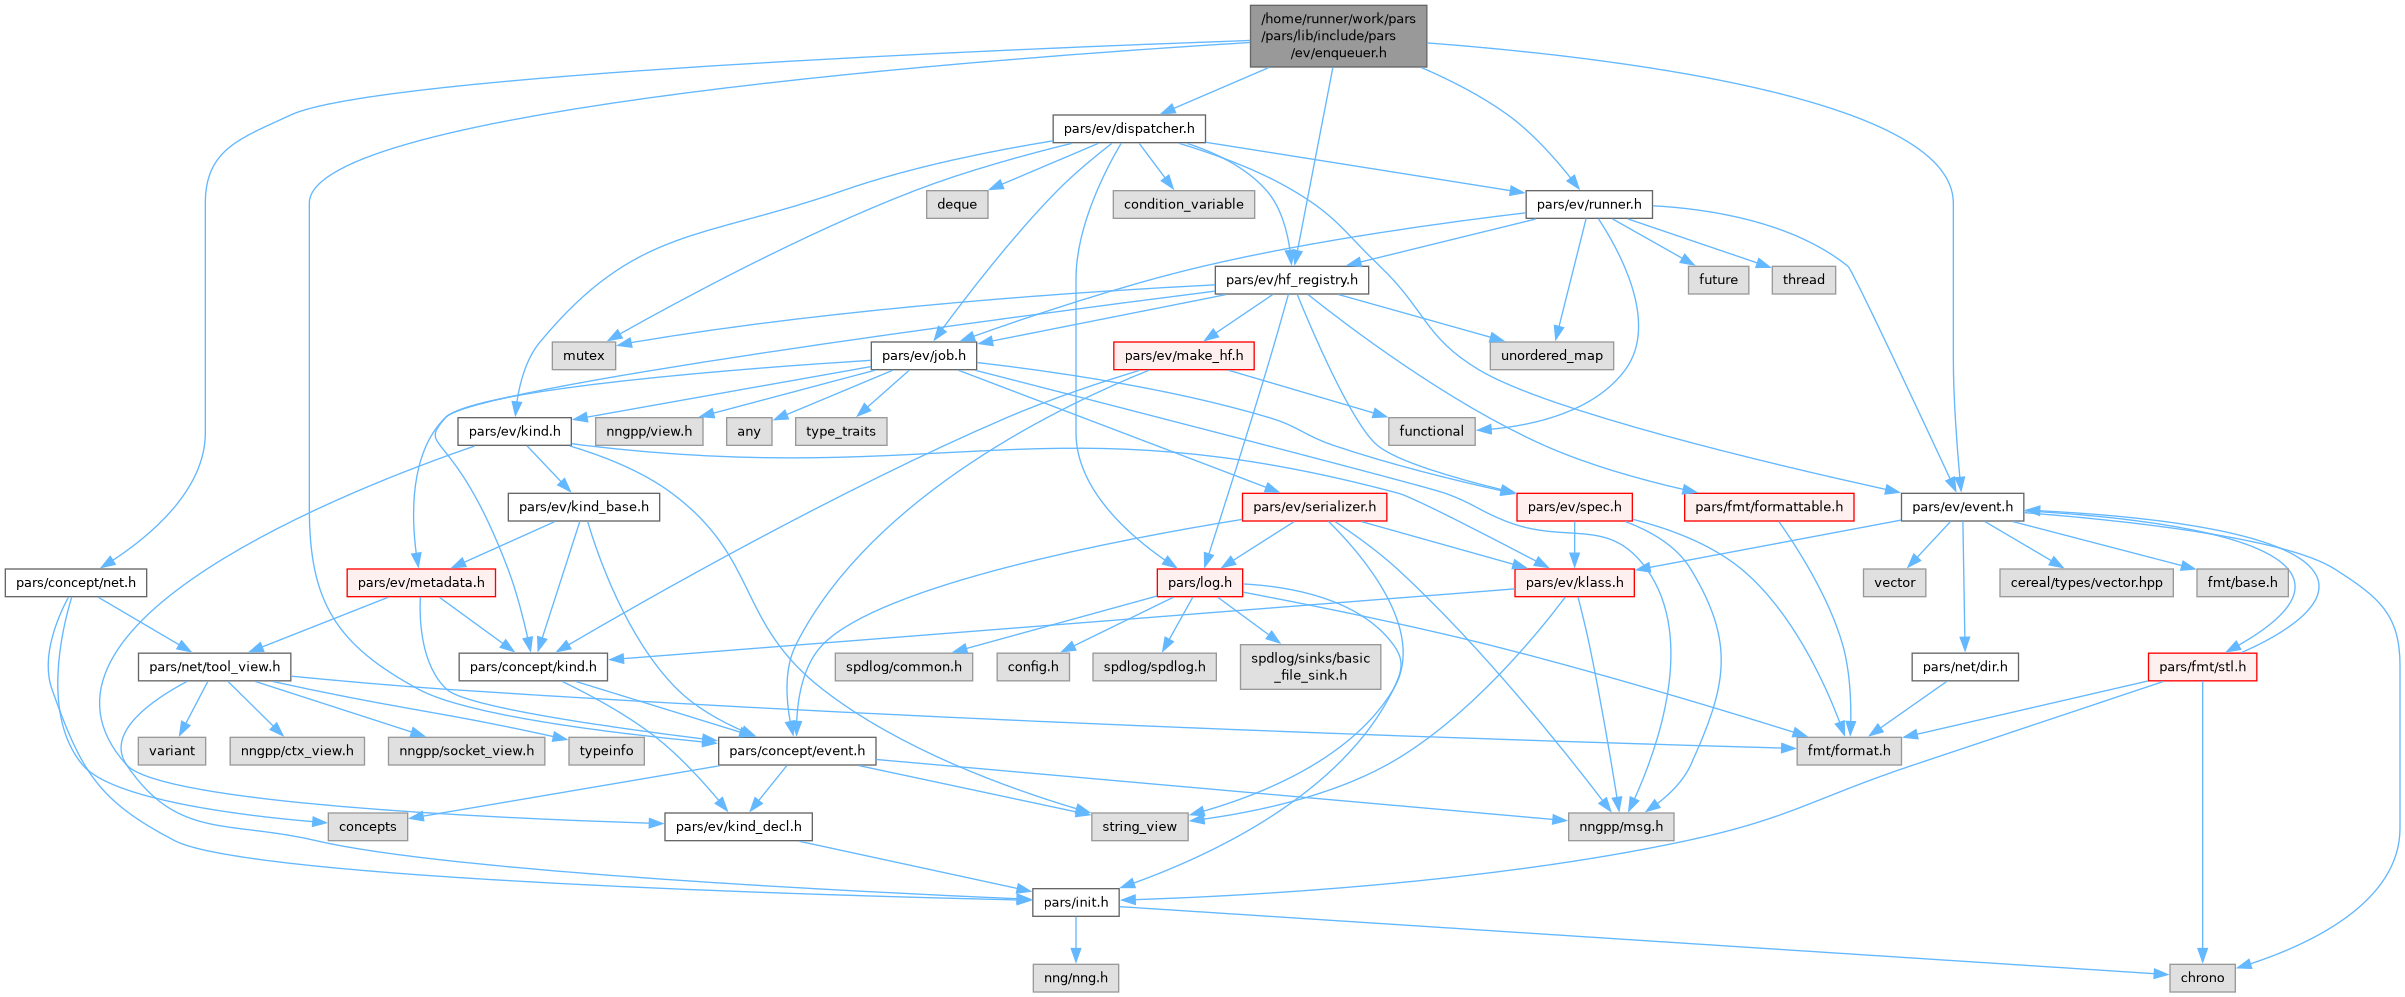 /home/runner/work/pars
/pars/lib/include/pars
/ev/enqueuer.h
pars/ev/dispatcher.h
deque
condition_variable
pars/ev/runner.h
pars/ev/hf_registry.h
future
thread
mutex
pars/ev/job.h
pars/ev/make_hf.h
unordered_map
pars/ev/kind.h
nngpp/view.h
any
type_traits
functional
pars/ev/kind_base.h
pars/ev/serializer.h
pars/ev/spec.h
pars/fmt/formattable.h
pars/ev/event.h
pars/concept/net.h
pars/ev/metadata.h
pars/log.h
pars/ev/klass.h
vector
cereal/types/vector.hpp
fmt/base.h
pars/net/tool_view.h
pars/concept/kind.h
spdlog/common.h
config.h
spdlog/spdlog.h
spdlog/sinks/basic
_file_sink.h
pars/net/dir.h
pars/fmt/stl.h
variant
nngpp/ctx_view.h
nngpp/socket_view.h
typeinfo
pars/concept/event.h
fmt/format.h
concepts
pars/ev/kind_decl.h
string_view
nngpp/msg.h
pars/init.h
nng/nng.h
chrono